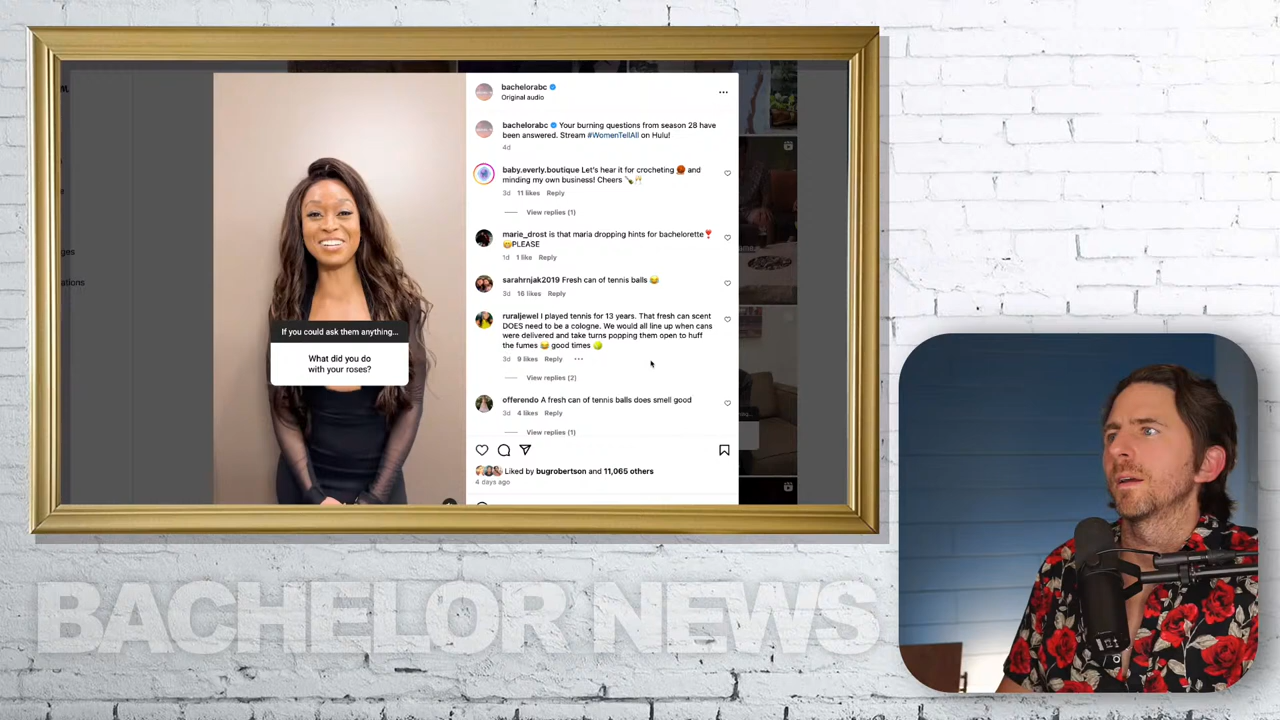 bachelorabc
Original audio
bachelorabc Your burning questions from season 28 have
been answered. Stream #WomenTellAll on Hulu!
4d
baby.everly.boutique Let's hear it for crocheting 🧶 and
minding my own business! Cheers 🍾🥂
3d 11 likes Reply
View replies (1)
marie_drost is that maria dropping hints for bachelorette❣️
😍PLEASE
1d 1 like Reply
sarahrnjak2019 Fresh can of tennis balls 😂
3d 16 likes Reply
ruraljewel I played tennis for 13 years. That fresh can scent
DOES need to be a cologne. We would all line up when cans
were delivered and take turns popping them open to huff
the fumes 😂 good times 🎾
3d 9 likes Reply ...
View replies (2)
offerendo A fresh can of tennis balls does smell good
3d 4 likes Reply
View replies (1)
Liked by bugrobertson and 11,065 others
4 days ago
If you could ask them anything...
What did you do
with your roses?
ges
ations
BACHELOR NEWS